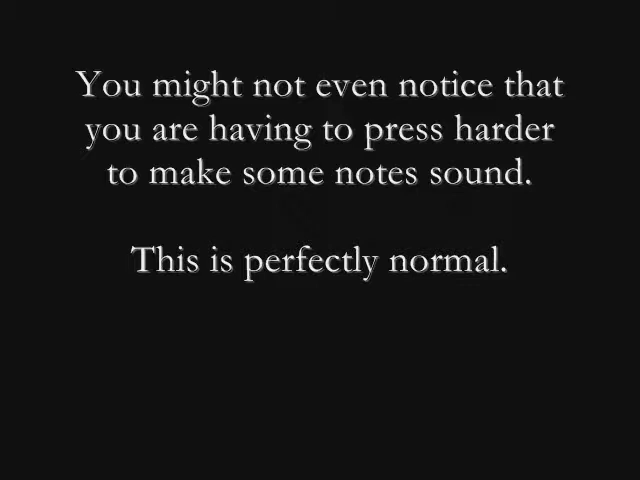 You might not even notice that
you are having to press harder
to make some notes sound.
This is perfectly normal.